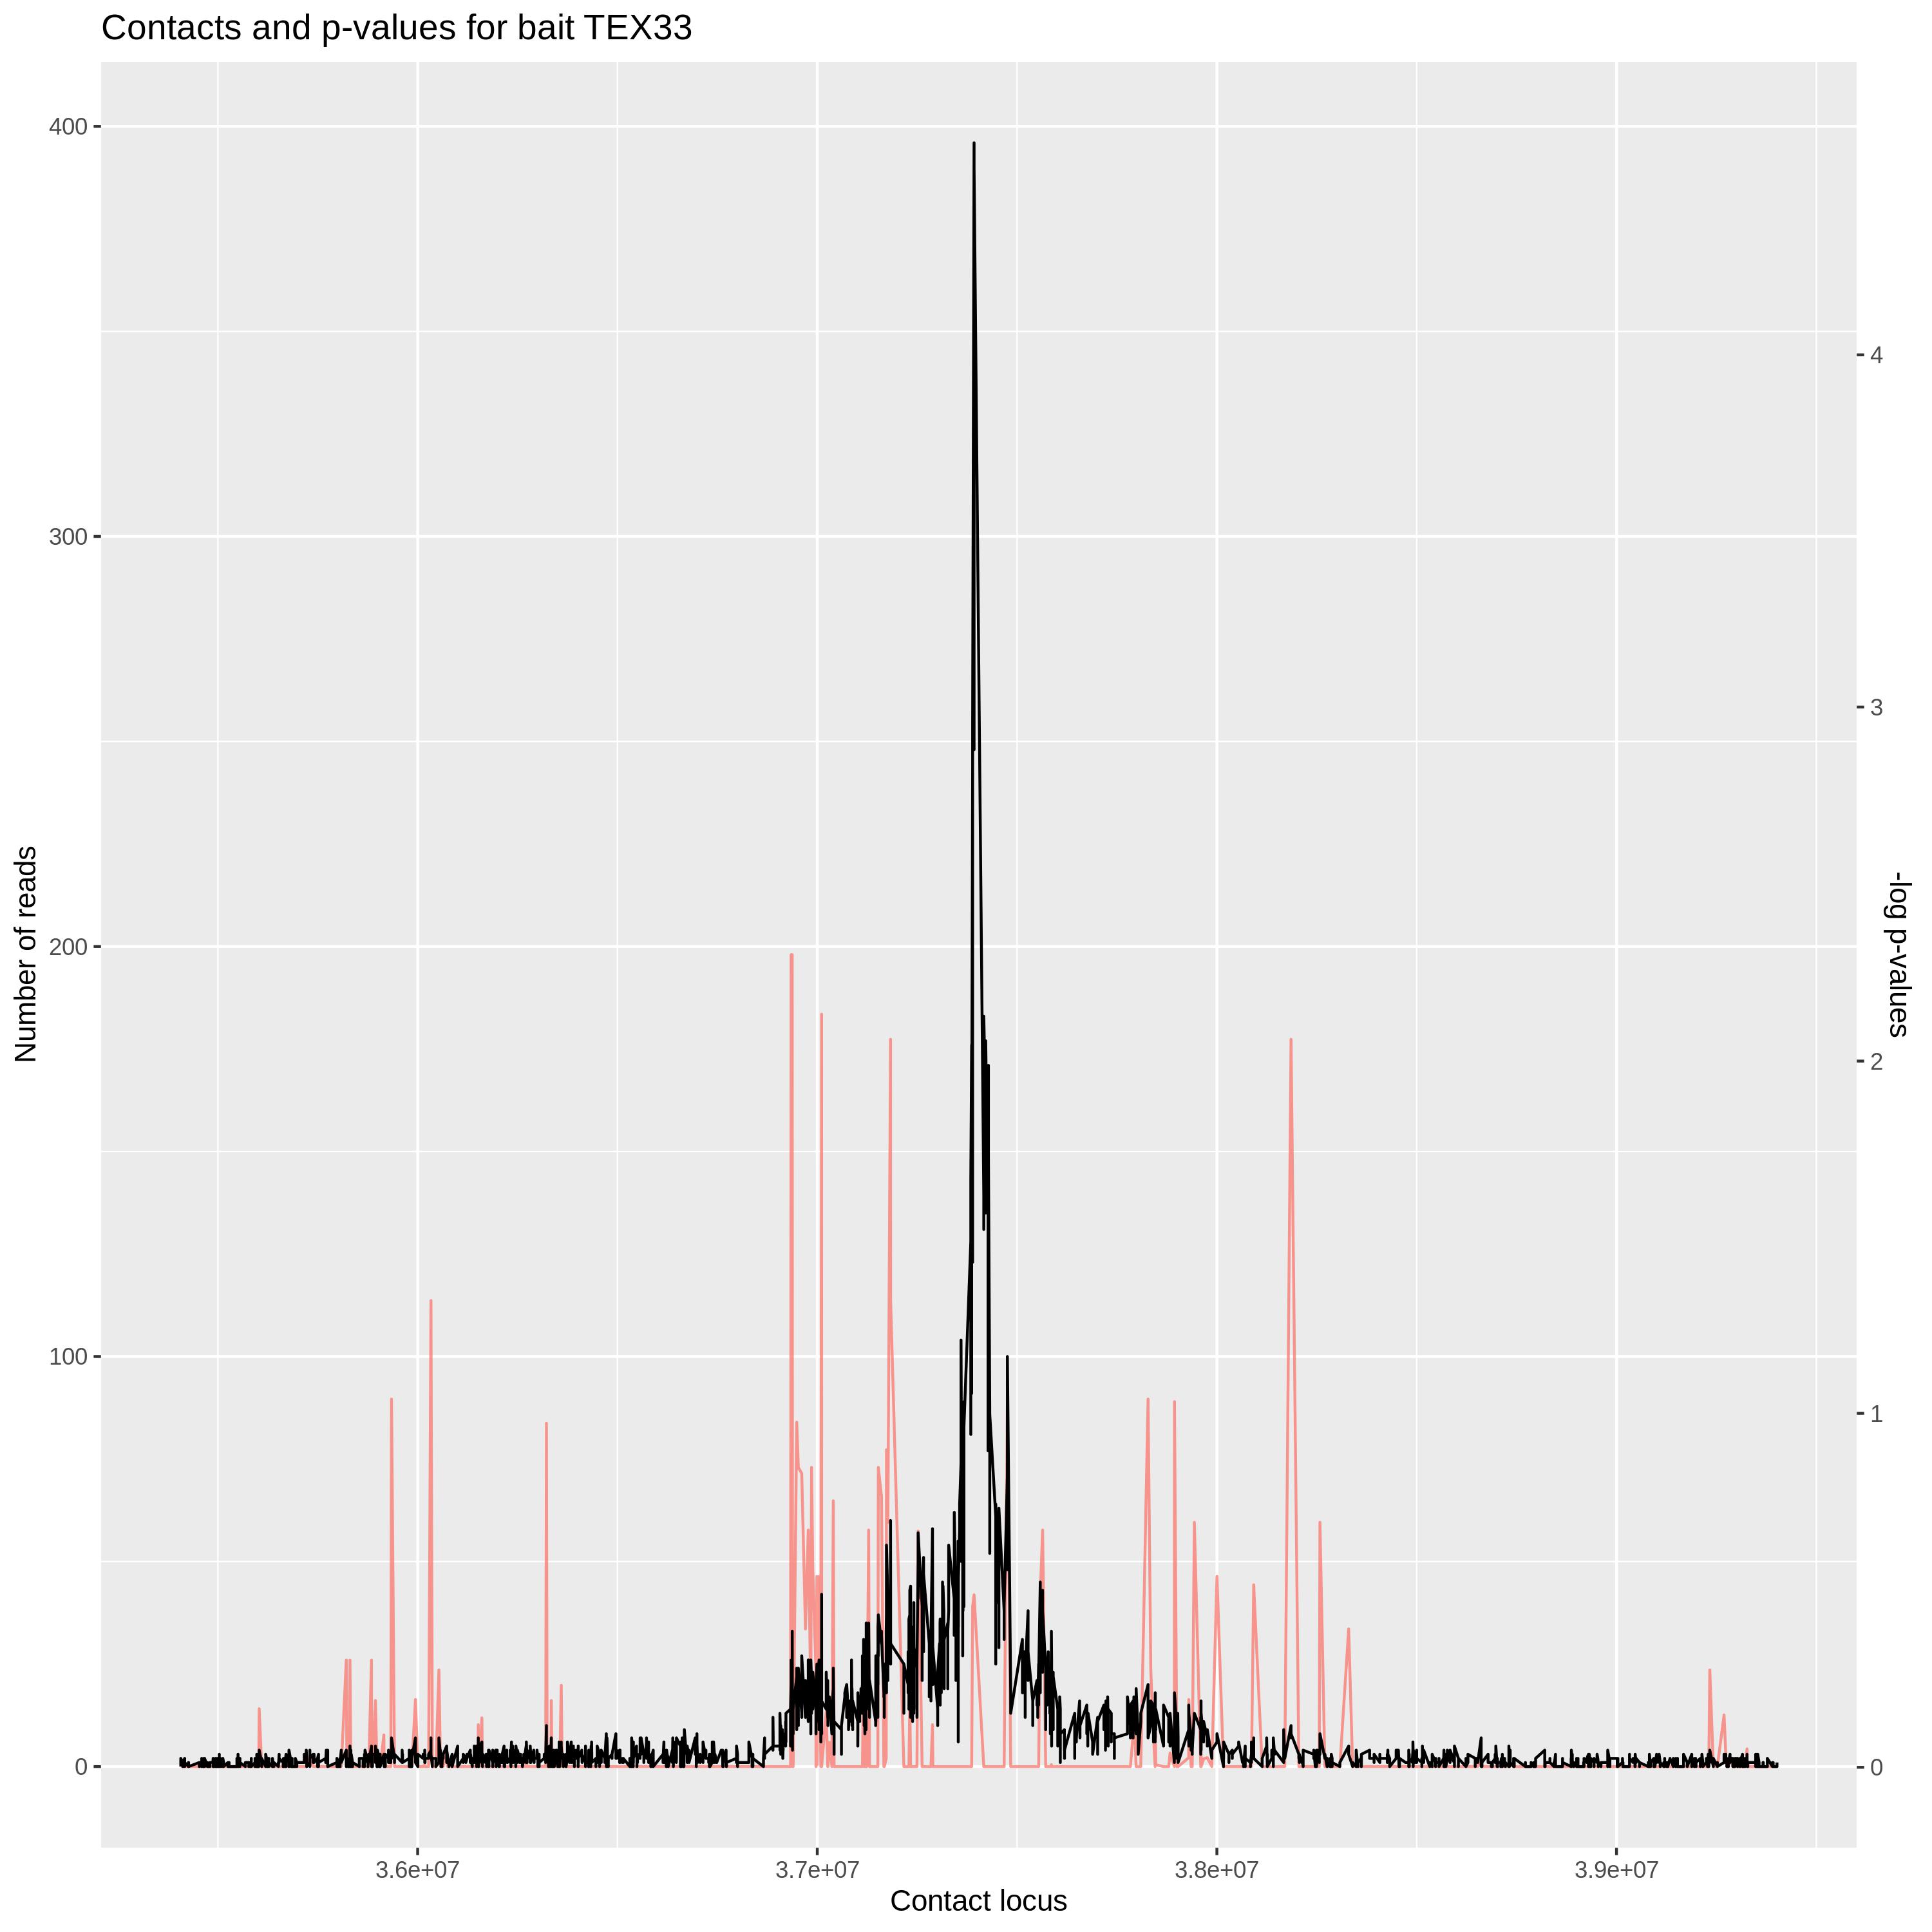 Contacts and p-values for bait TEX33
400
300
200
100
0
Number of reads
4
3
2
1
0
-log p-values
3.6e+07
3.7e+07
3.8e+07
3.9e+07
Contact locus